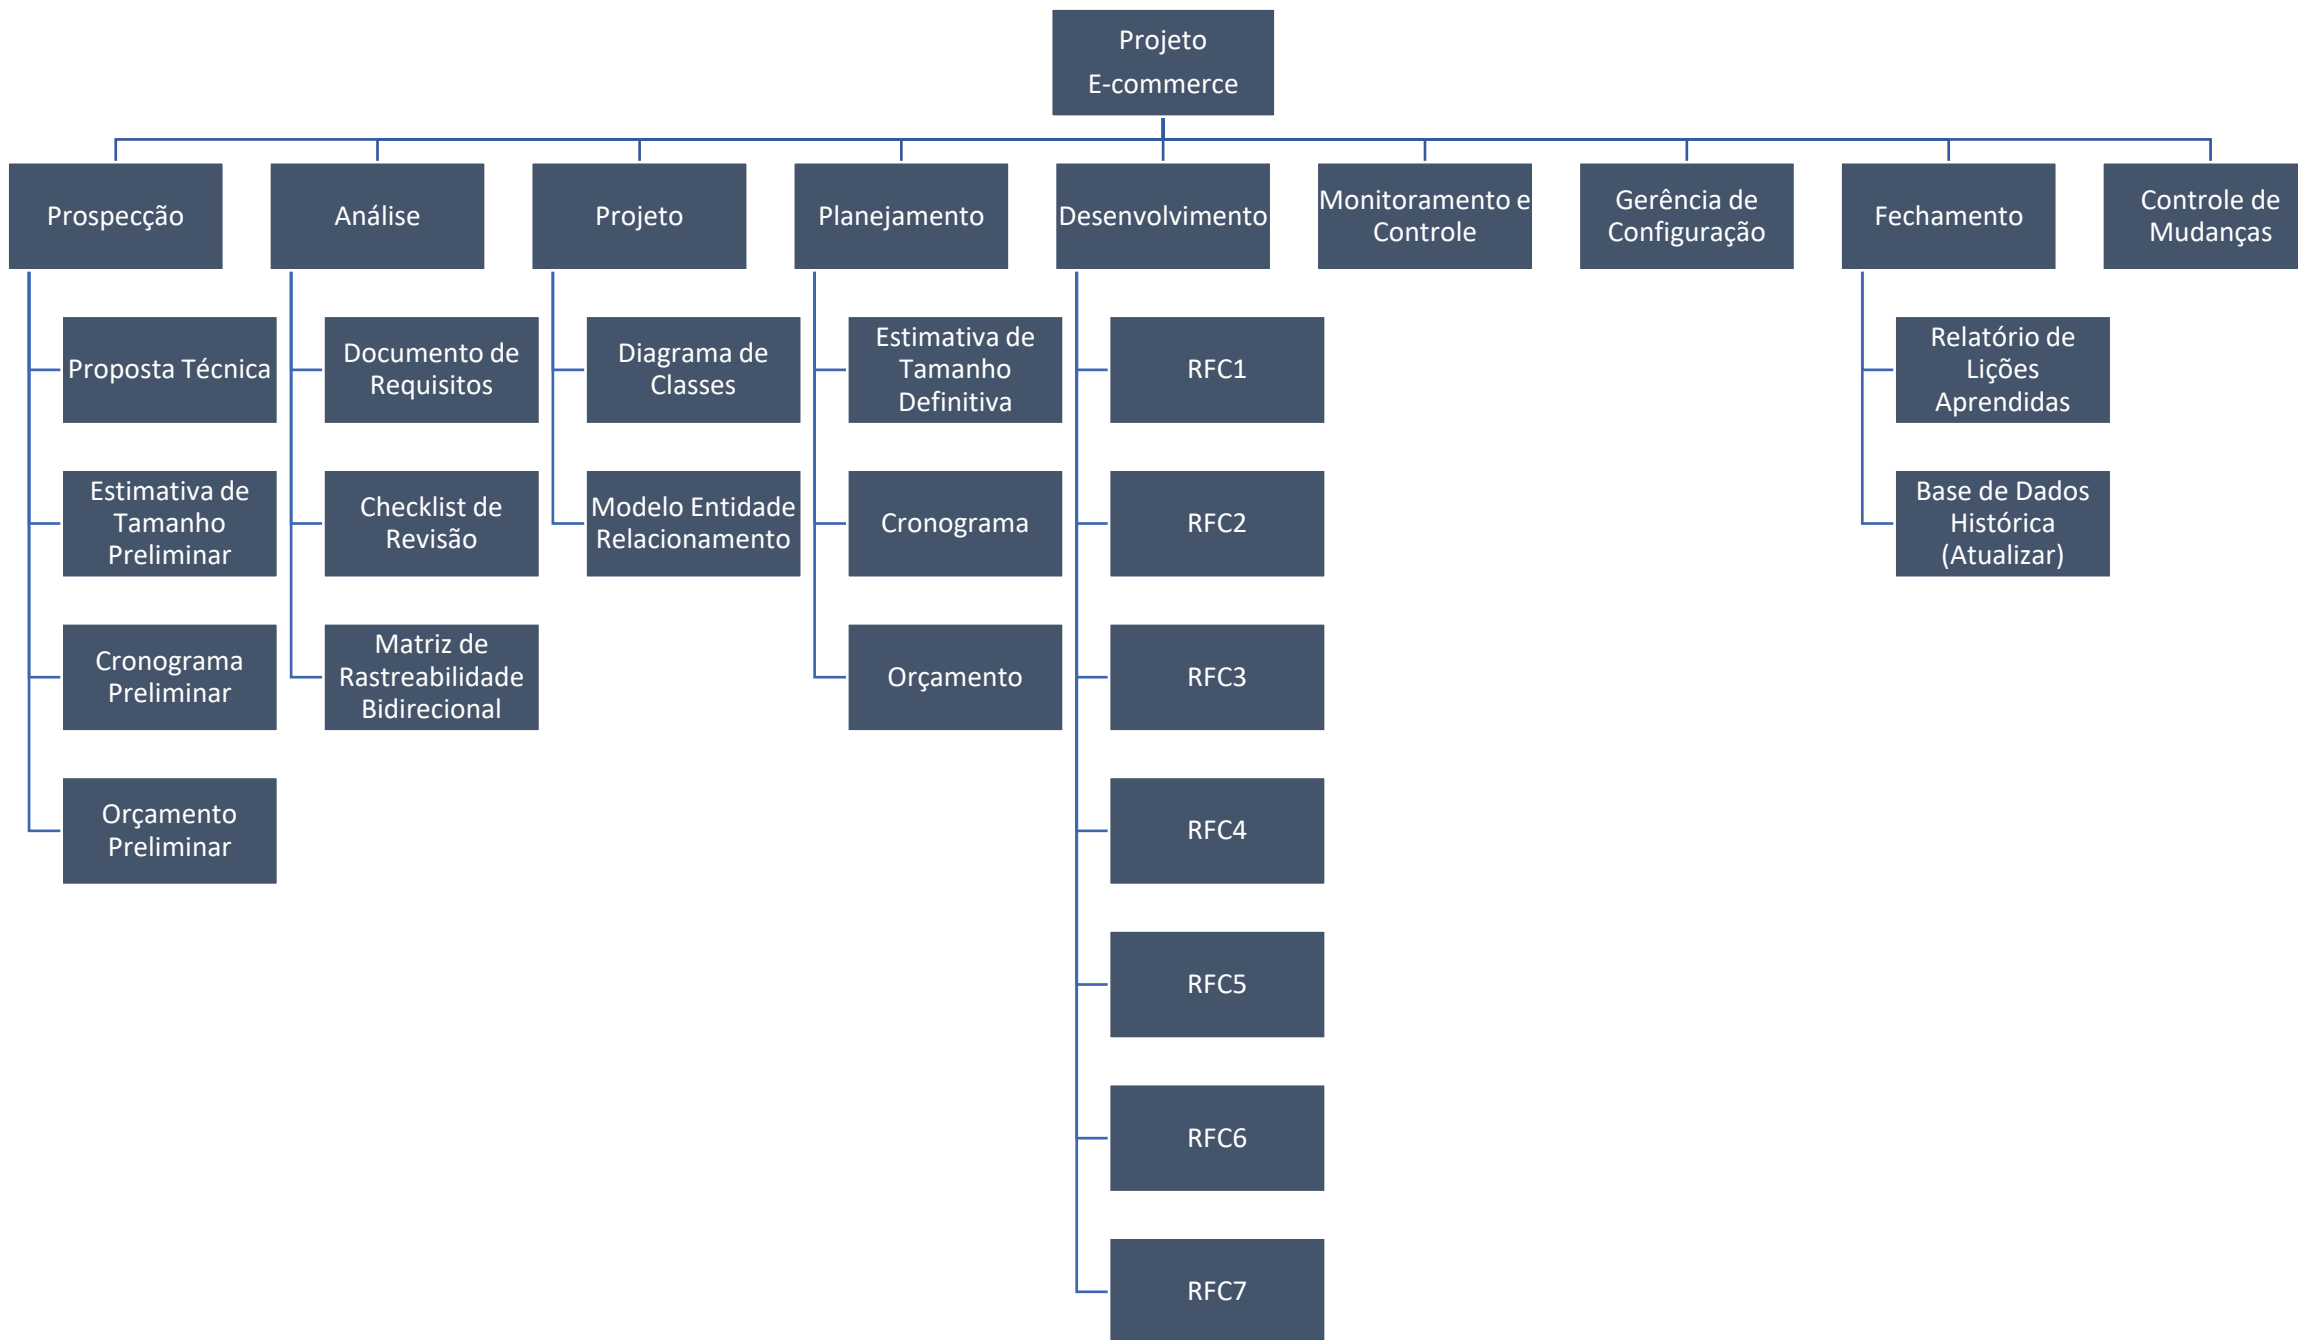 Projeto
E-commerce
Prospecção
Análise
Projeto
Planejamento
Desenvolvimento
Monitoramento e
Controle
Gerência de
Configuração
Fechamento
Controle de
Mudanças
Proposta Técnica
Estimativa de
Tamanho
Preliminar
Cronograma
Preliminar
Orçamento
Preliminar
Documento de
Requisitos
Checklist de
Revisão
Matriz de
Rastreabilidade
Bidirecional
Diagrama de
Classes
Modelo Entidade
Relacionamento
Estimativa de
Tamanho
Definitiva
Cronograma
Orçamento
RFC1
RFC2
RFC3
RFC4
RFC5
RFC6
RFC7
Relatório de
Lições
Aprendidas
Base de Dados
Histórica
(Atualizar)